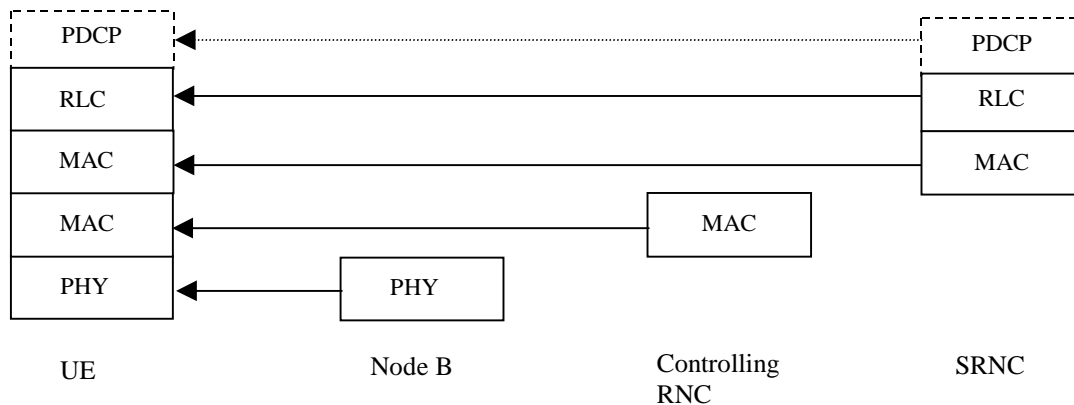 PDCP
PDCP
RLC
RLC
MAC
MAC
MAC
MAC
PHY
PHY
UE
Node B
Controlling
RNC
SRNC